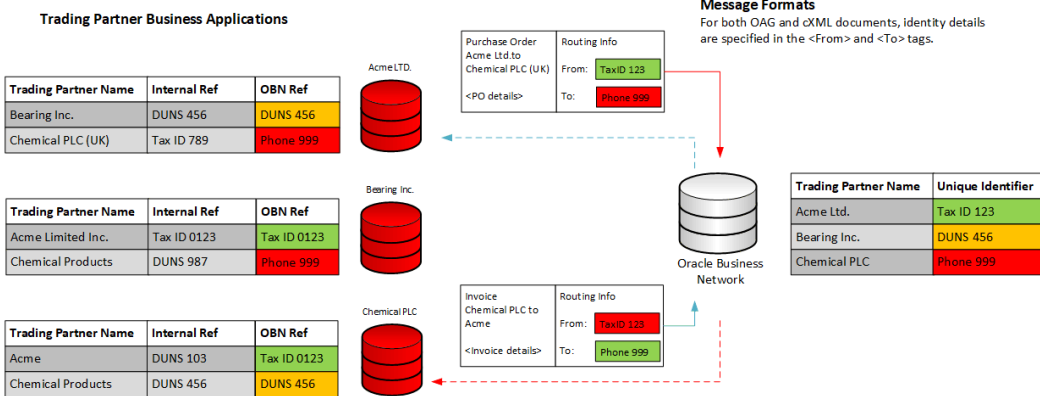 Trading Partner Business Applications
Message Formats
For both OAG and cXML documents, identity details
are specified in the <From> and <To> tags.
Purchase Order
Acme Ltd.to
Chemical PLC (UK)
<PO details>
Routing Info
From: TaxID 123
To: Phone 999
Acme LTD.
Trading Partner Name Internal Ref OBN Ref
Bearing Inc. DUNS 456 DUNS 456
Chemical PLC (UK) Tax ID 789 Phone 999
Bearing Inc.
Trading Partner Name Internal Ref OBN Ref
Acme Limited Inc. Tax ID 0123 Tax ID 0123
Chemical Products DUNS 987 Phone 999
Oracle Business
Network
Trading Partner Name Unique Identifier
Acme Ltd. Tax ID 123
Bearing Inc. DUNS 456
Chemical PLC Phone 999
Invoice
Chemical PLC to
Acme
<Invoice details>
Routing Info
From: TaxID 123
To: Phone 999
Chemical PLC
Trading Partner Name Internal Ref OBN Ref
Acme DUNS 103 Tax ID 0123
Chemical Products DUNS 456 DUNS 456